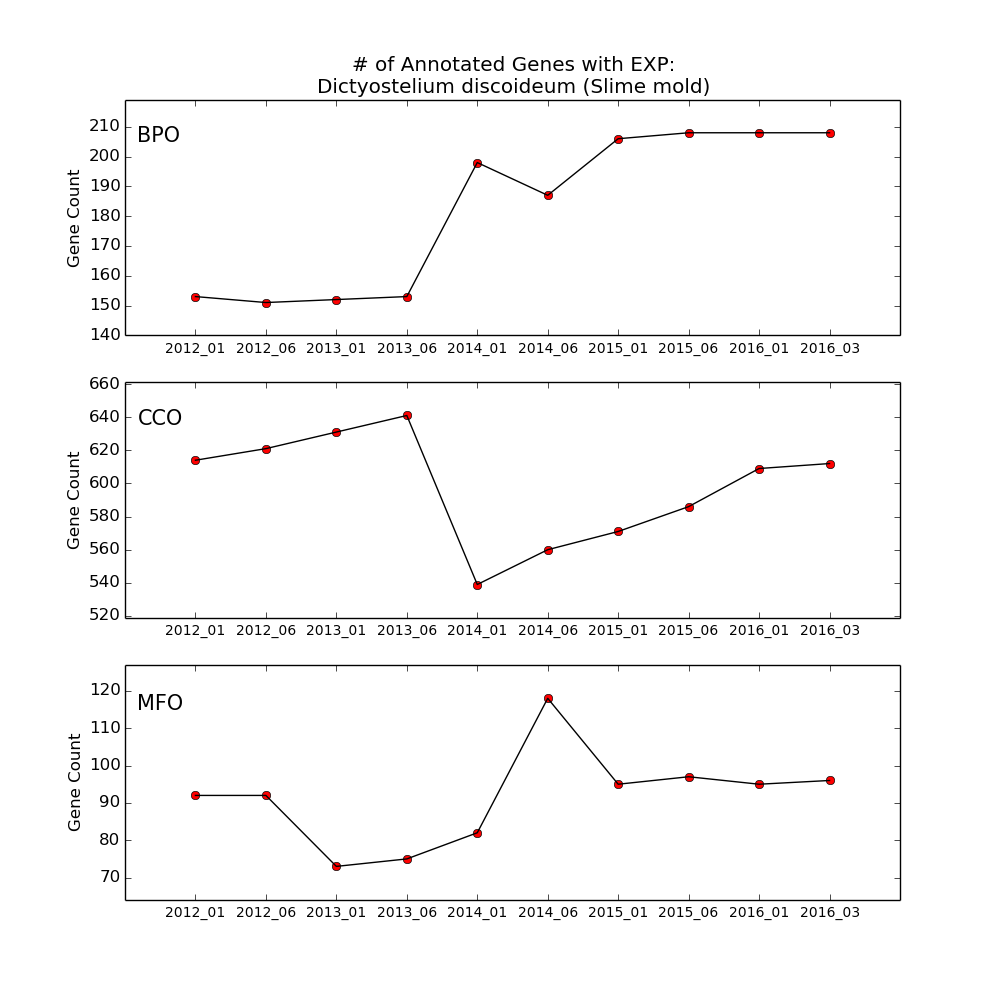 # of Annotated Genes with EXP:
Dictyostelium discoideum (Slime mold)
BPO
Gene Count
210
200
190
180
170
160
150
140
2012_01 2012_06 2013_01 2013_06 2014_01 2014_06 2015_01 2015_06 2016_01 2016_03
CCO
Gene Count
660
640
620
600
580
560
540
520
2012_01 2012_06 2013_01 2013_06 2014_01 2014_06 2015_01 2015_06 2016_01 2016_03
MFO
Gene Count
120
110
100
90
80
70
2012_01 2012_06 2013_01 2013_06 2014_01 2014_06 2015_01 2015_06 2016_01 2016_03